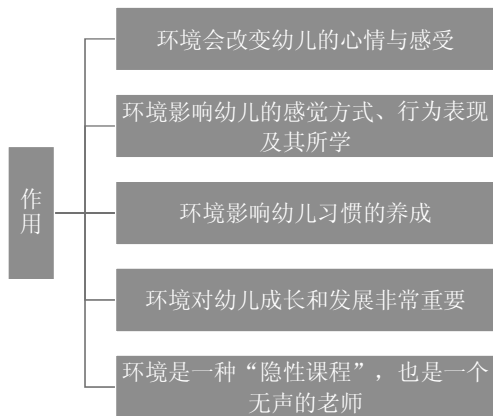 作用
环境会改变幼儿的心情与感受
环境影响幼儿的感觉方式、行为表现
及其所学
环境影响幼儿习惯的养成
环境对幼儿成长和发展非常重要
环境是一种“隐性课程”，也是一个
无声的老师